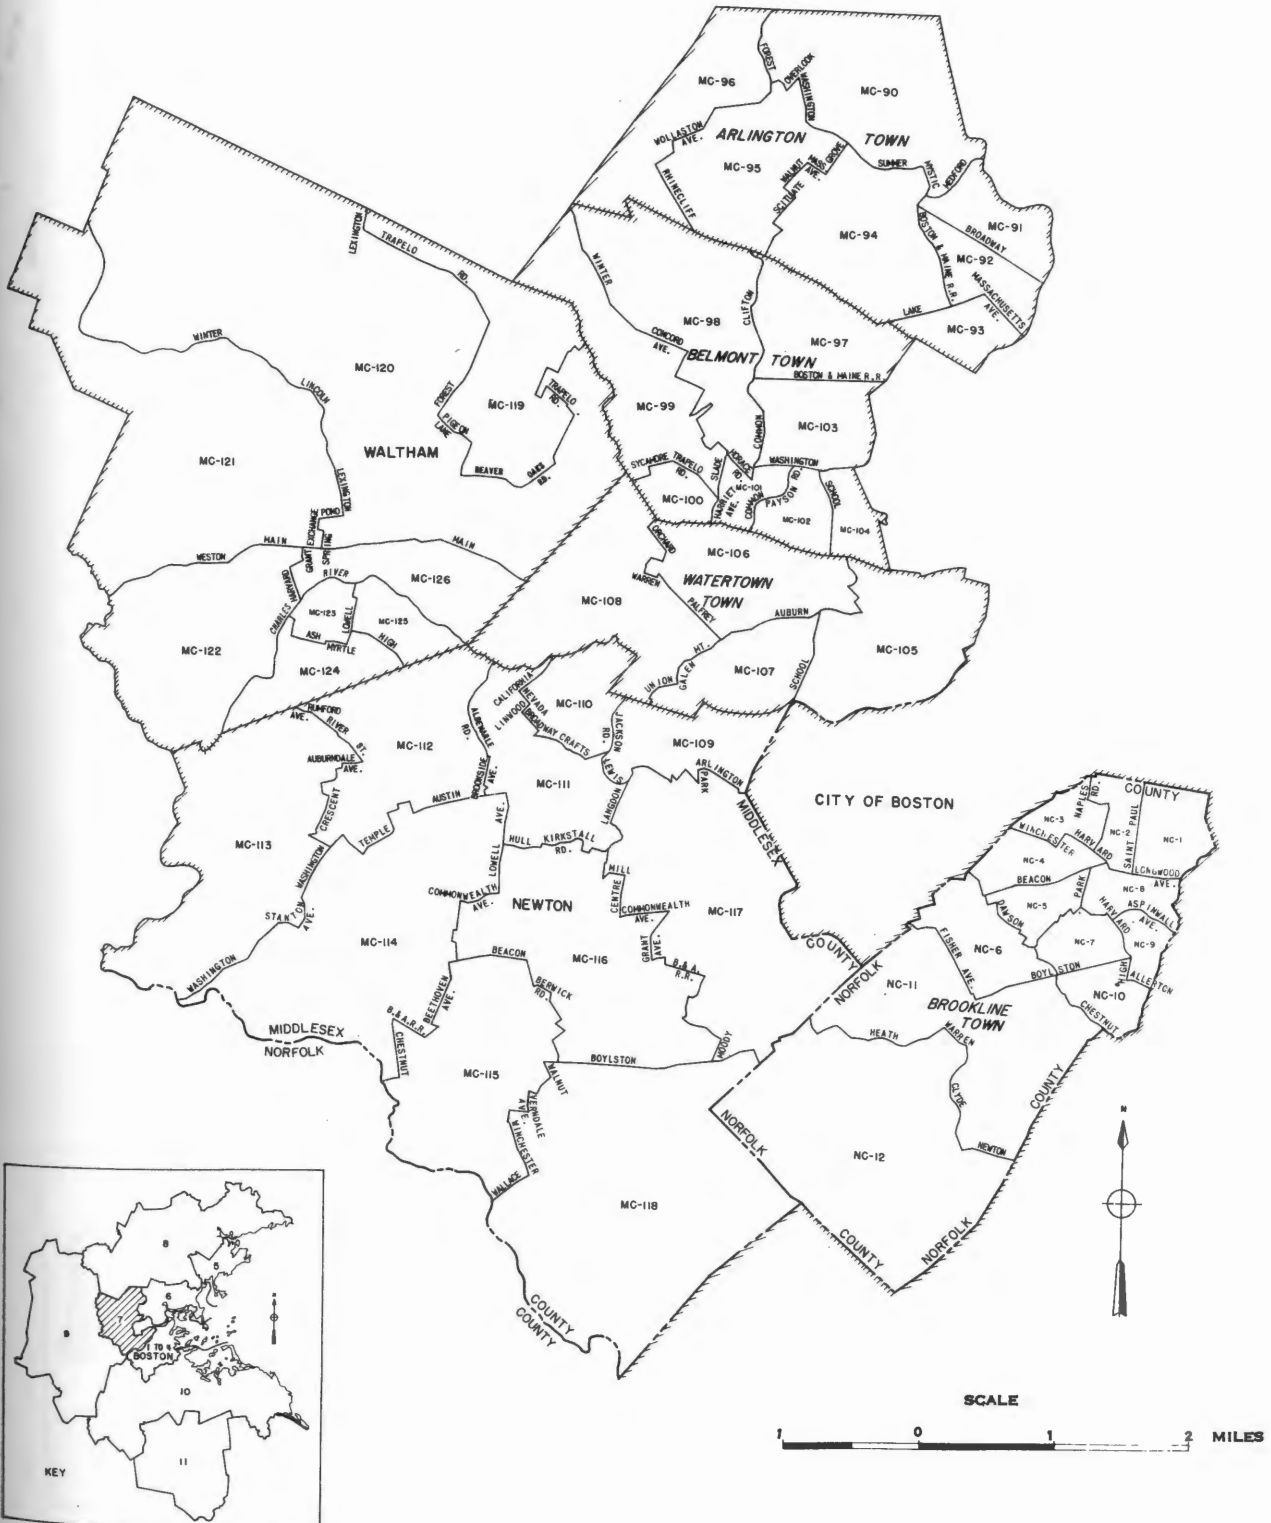 MC-96
FOREST
OVERLOOK
WASHINGTON
MC-90
WOLLASTON
AVE.
ARLINGTON TOWN
MC-95
RHINECLIFF
WALNUT
MASS
AVE.
GROVE
SCITUATE
SUMMER
MYSTIC
MEDFORD
MC-94
MC-91
BROADWAY
MC-92
BOSTON & MAINE R.R.
MASSACHUSETTS
AVE.
LAKE
MC-93
LEXINGTON
TRAPELO
RD.
WINTER
CLIFTON
MC-98
CONCORD
AVE.
MC-97
BELMONT TOWN
BOSTON & MAINE R.R.
WINTER
LINCOLN
MC-120
FOREST
PIGEON
LANE
MC-119
TRAPELO
RD.
BEAVER
OAKS
RD.
MC-99
COMMON
MC-103
WALTHAM
MC-121
LEXINGTON
SYCAMORE
TRAPELO
RD.
SLADE
HORACE
RD.
WASHINGTON
MC-100
HARRIET
AVE.
MC-101
COMMON
PAYSON
RD.
MC-102
SCHOOL
MC-104
POND
EXCHANGE
GRANT
SPRING
WESTON
MAIN
MAIN
HARVARD
RIVER
MC-126
CHARLES
MC-123
LOWELL
MC-125
ASH
MYRTLE
HIGH
MC-122
MC-124
ORCHARD
MC-106
WARREN
WATERTOWN
TOWN
MC-108
PALFREY
AUBURN
MT.
GALEN
UNION
MC-107
SCHOOL
MC-105
RUMFORD
AVE.
RIVER
ST.
AUBURNDALE
AVE.
MC-112
ALBEMARLE
RD.
CALIFORNIA
NEVADA
LINWOOD
MC-110
BROADWAY
CRAFTS
JACKSON
RD.
MC-109
LEWIS
ARLINGTON
PARK
LANGDON
MC-111
BROOKSIDE
AVE.
AUSTIN
CRESCENT
TEMPLE
MC-113
WASHINGTON
STANTON
AVE.
WASHINGTON
LOWELL
AVE.
HULL
KIRKSTALL
RD.
MILL
CENTRE
COMMONWEALTH
AVE.
COMMONWEALTH
AVE.
NEWTON
GRANT
AVE.
MC-117
MC-114
MC-116
BEACON
BERWICK
RD.
B.&A.
R.R.
BEETHOVEN
AVE.
B.&A.R.R.
CHESTNUT
MIDDLESEX
NORFOLK
MC-115
BOYLSTON
MOODY
WALNUT
VERNDALE
AVE.
WINCHESTER
WALLACE
MC-118
COUNTY
COUNTY
CITY OF BOSTON
MIDDLESEX
COUNTY
NORFOLK
COUNTY
NAPLES
RD.
SAINT PAUL
NC-3
NC-2
NC-1
WINCHESTER
HARVARD
NC-4
LONGWOOD
AVE.
BEACON
PARK
NC-8
ASPINWALL
AVE.
NC-5
DAWSON
HARVARD
NC-6
NC-7
NC-9
FISHER
AVE.
BOYLSTON
HIGH
ALLERTON
NC-11
NC-10
CHESTNUT
BROOKLINE
TOWN
HEATH
WARREN
CLYDE
NEWTON
COUNTY
NORFOLK
NC-12
COUNTY
NORFOLK
N
8
5
6
7
9
1 TO 4
BOSTON
10
11
N
KEY
SCALE
1 0 1 2 MILES